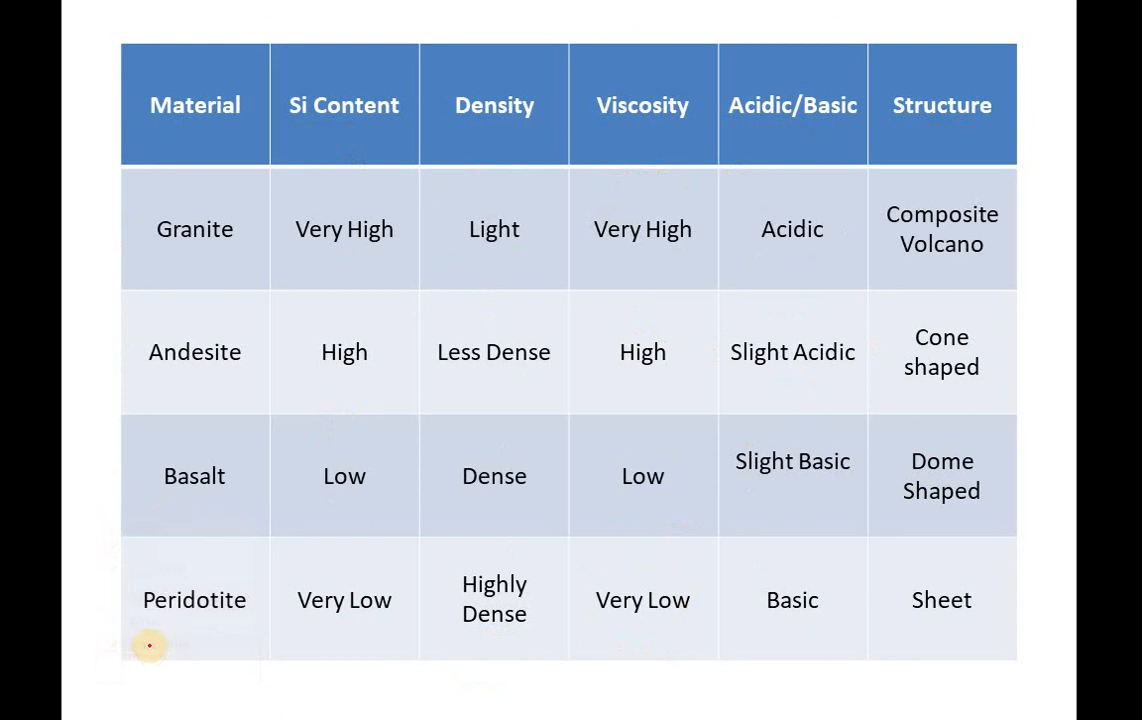 Material Si Content Density Viscosity Acidic/Basic Structure
Granite Very High Light Very High Acidic Composite
Volcano
Andesite High Less Dense High Slight Acidic Cone
shaped
Basalt Low Dense Low Slight Basic Dome
Shaped
Peridotite Very Low Highly
Dense Very Low Basic Sheet